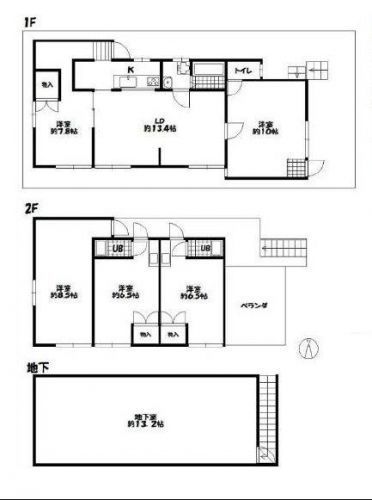 1F
K
トイレ
物入
LD
約13.4帖
洋室
約7.8帖
洋室
約10帖
2F
UB
UB
洋室
約8.5帖
洋室
約6.5帖
洋室
約6.5帖
ベランダ
物入
物入
地下
地下室
約13.2帖